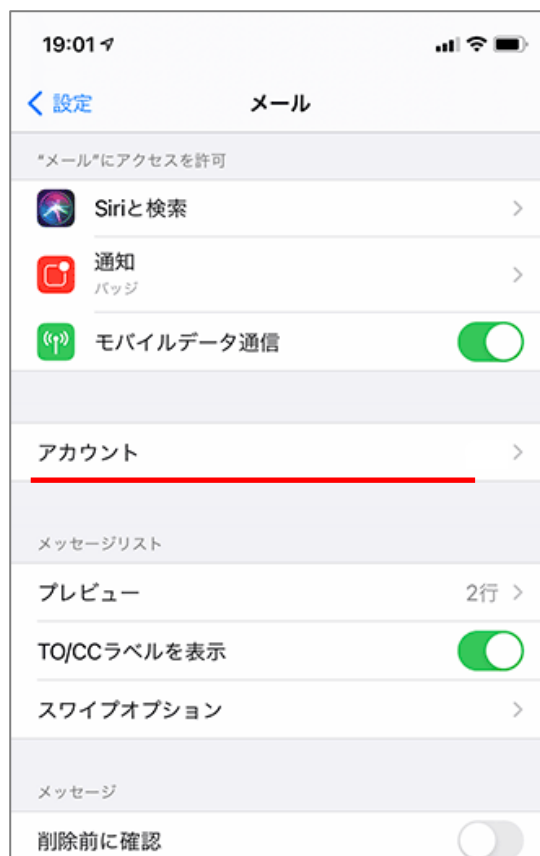 19:01
設定
メール
“メール”にアクセスを許可
Siriと検索
通知
バッジ
モバイルデータ通信
アカウント
メッセージリスト
プレビュー 2行
TO/CCラベルを表示
スワイプオプション
メッセージ
削除前に確認